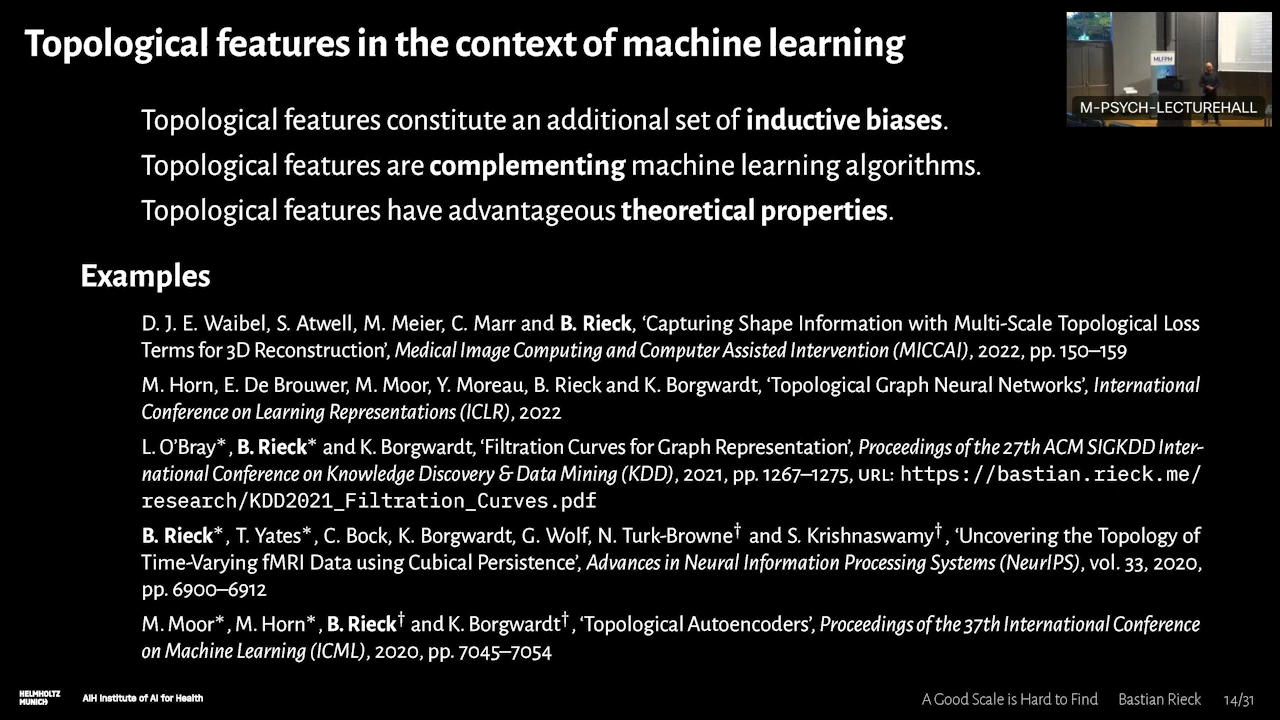 Topological features in the context of machine learning
MLFPM
M-PSYCH-LECTUREHALL
Topological features constitute an additional set of inductive biases.
Topological features are complementing machine learning algorithms.
Topological features have advantageous theoretical properties.
Examples
D. J. E. Waibel, S. Atwell, M. Meier, C. Marr and B. Rieck, ‘Capturing Shape Information with Multi-Scale Topological Loss
Terms for 3D Reconstruction’, Medical Image Computing and Computer Assisted Intervention (MICCAI), 2022, pp. 150–159
M. Horn, E. De Brouwer, M. Moor, Y. Moreau, B. Rieck and K. Borgwardt, ‘Topological Graph Neural Networks’, International
Conference on Learning Representations (ICLR), 2022
L. O’Bray*, B. Rieck* and K. Borgwardt, ‘Filtration Curves for Graph Representation’, Proceedings of the 27th ACM SIGKDD Inter-
national Conference on Knowledge Discovery & Data Mining (KDD), 2021, pp. 1267–1275, URL: https://bastian.rieck.me/
research/KDD2021_Filtration_Curves.pdf
B. Rieck*, T. Yates*, C. Bock, K. Borgwardt, G. Wolf, N. Turk-Browne† and S. Krishnaswamy†, ‘Uncovering the Topology of
Time-Varying fMRI Data using Cubical Persistence’, Advances in Neural Information Processing Systems (NeurIPS), vol. 33, 2020,
pp. 6900–6912
M. Moor*, M. Horn*, B. Rieck† and K. Borgwardt†, ‘Topological Autoencoders’, Proceedings of the 37th International Conference
on Machine Learning (ICML), 2020, pp. 7045–7054
HELMHOLTZ
MUNICH
AIH Institute of AI for Health
A Good Scale is Hard to Find Bastian Rieck 14/31